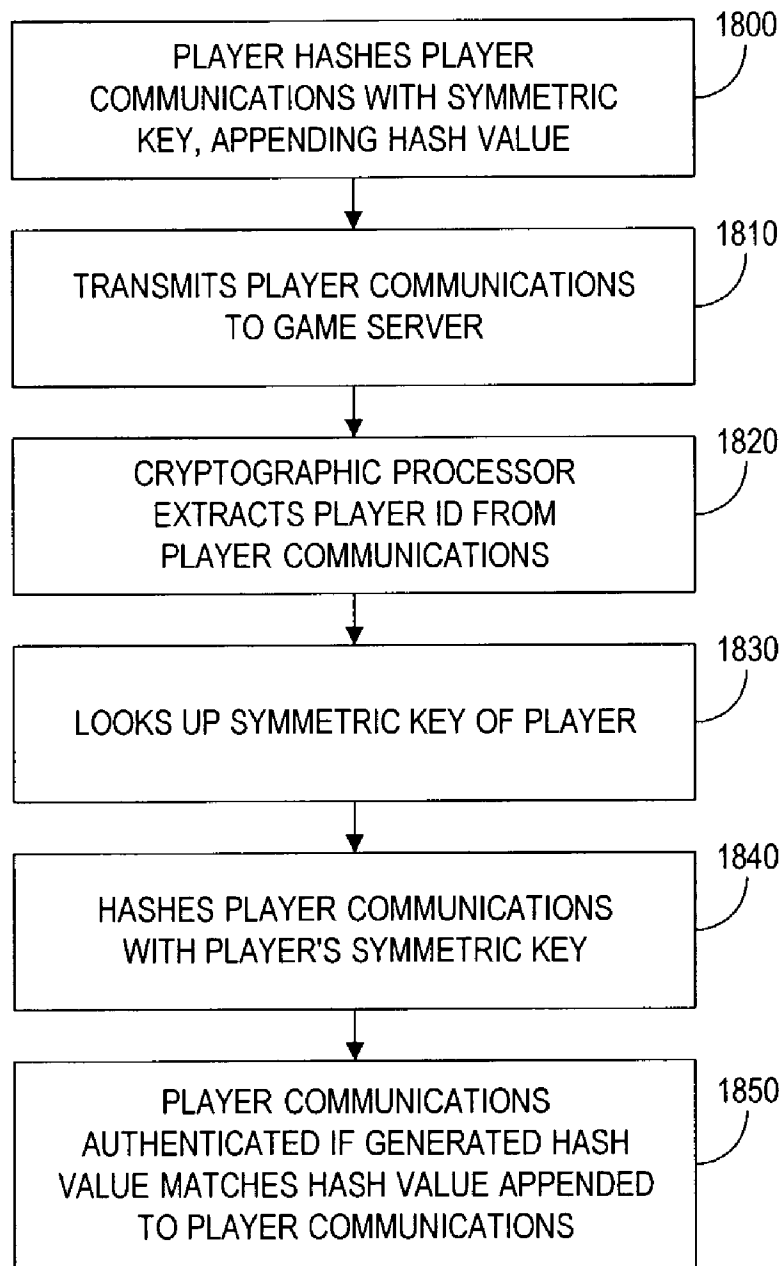 1800
PLAYER HASHES PLAYER
COMMUNICATIONS WITH SYMMETRIC
KEY, APPENDING HASH VALUE
1810
TRANSMITS PLAYER COMMUNICATIONS
TO GAME SERVER
1820
CRYPTOGRAPHIC PROCESSOR
EXTRACTS PLAYER ID FROM
PLAYER COMMUNICATIONS
1830
LOOKS UP SYMMETRIC KEY OF PLAYER
1840
HASHES PLAYER COMMUNICATIONS
WITH PLAYER'S SYMMETRIC KEY
1850
PLAYER COMMUNICATIONS
AUTHENTICATED IF GENERATED HASH
VALUE MATCHES HASH VALUE APPENDED
TO PLAYER COMMUNICATIONS